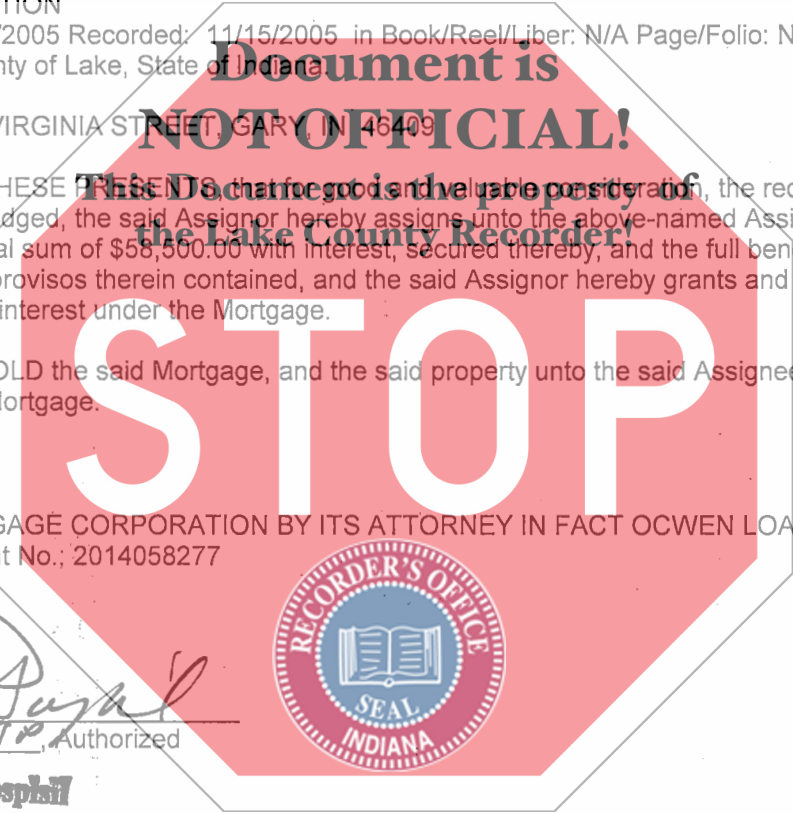 TION
/2005 Recorded: 11/15/2005 in Book/Reel/Liber: N/A Page/Folio: N
nty of Lake, State of Indiana.
Document is
VIRGINIA STREET, GARY, IN 46409
NOT OFFICIAL!
HESE PRESENTS, that for good and valuable consideration, the rec
This Document is the property of
dged, the said Assignor hereby assigns unto the above-named Assi
the Lake County Recorder!
al sum of $58,500.00 with interest, secured thereby, and the full ben
provisos therein contained, and the said Assignor hereby grants and
interest under the Mortgage.
STOP
OLD the said Mortgage, and the said property unto the said Assignee
Mortgage.
GAGE CORPORATION BY ITS ATTORNEY IN FACT OCWEN LOA
t No.: 2014058277
RECORDER'S OFFICE
SEAL
INDIANA
, Authorized